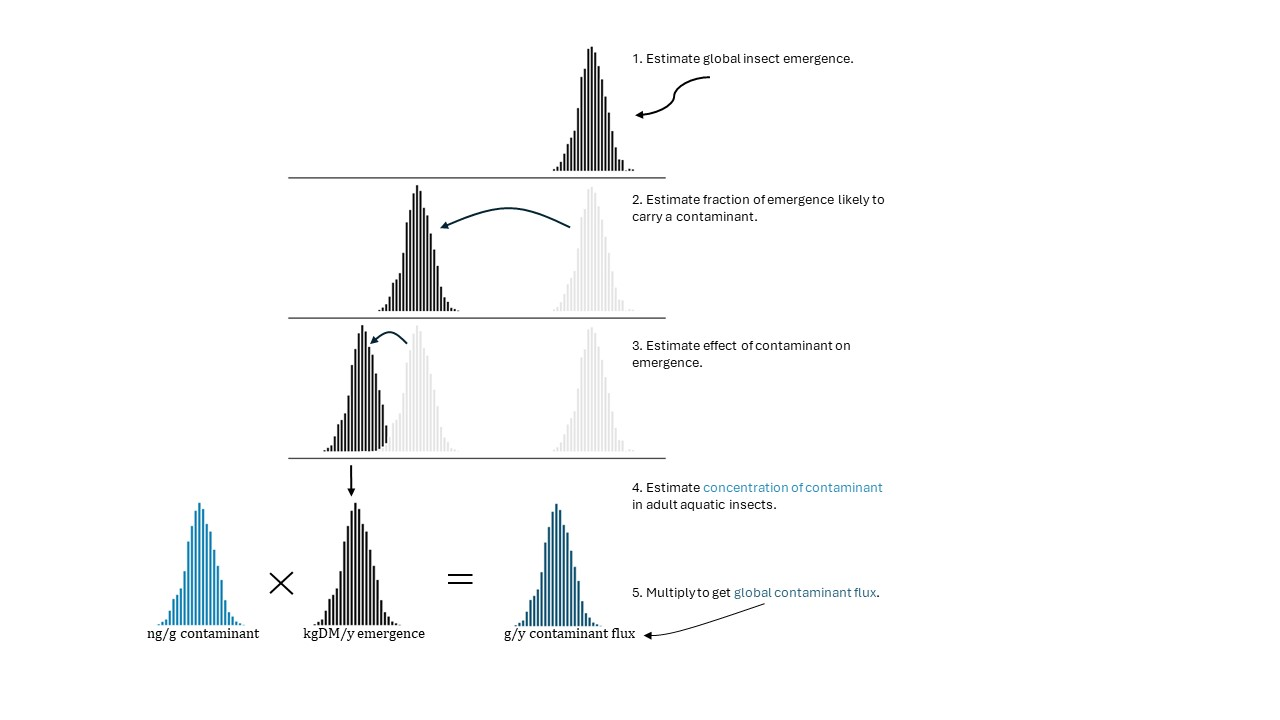 1. Estimate global insect emergence.
2. Estimate fraction of emergence likely to
carry a contaminant.
3. Estimate effect of contaminant on
emergence.
4. Estimate concentration of contaminant
in adult aquatic insects.
5. Multiply to get global contaminant flux.
ng/g contaminant
×
kgDM/y emergence
=
g/y contaminant flux